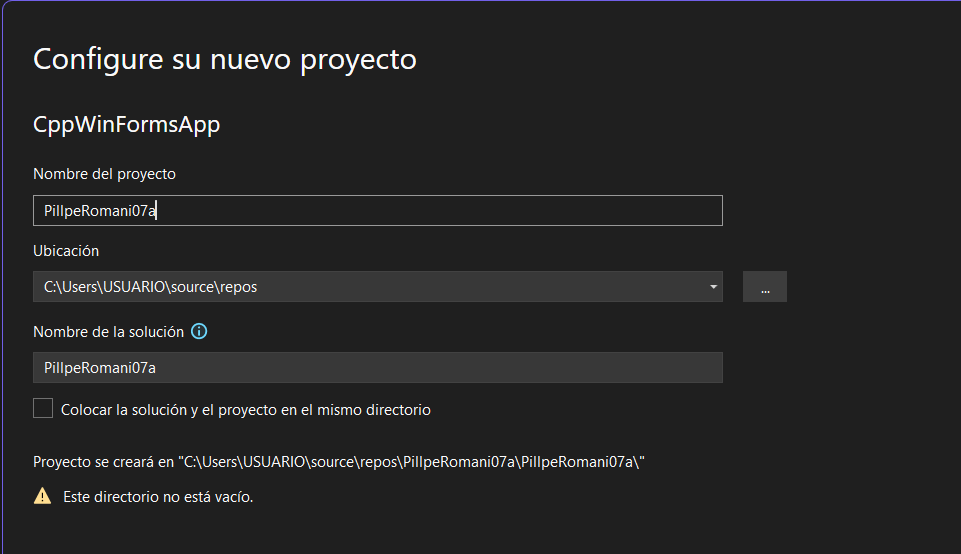 Configure su nuevo proyecto
CppWinFormsApp
Nombre del proyecto
PillpeRomani07a
Ubicación
C:\Users\USUARIO\source\repos
...
Nombre de la solución
PillpeRomani07a
Colocar la solución y el proyecto en el mismo directorio
Proyecto se creará en "C:\Users\USUARIO\source\repos\PillpeRomani07a\PillpeRomani07a\"
Este directorio no está vacío.